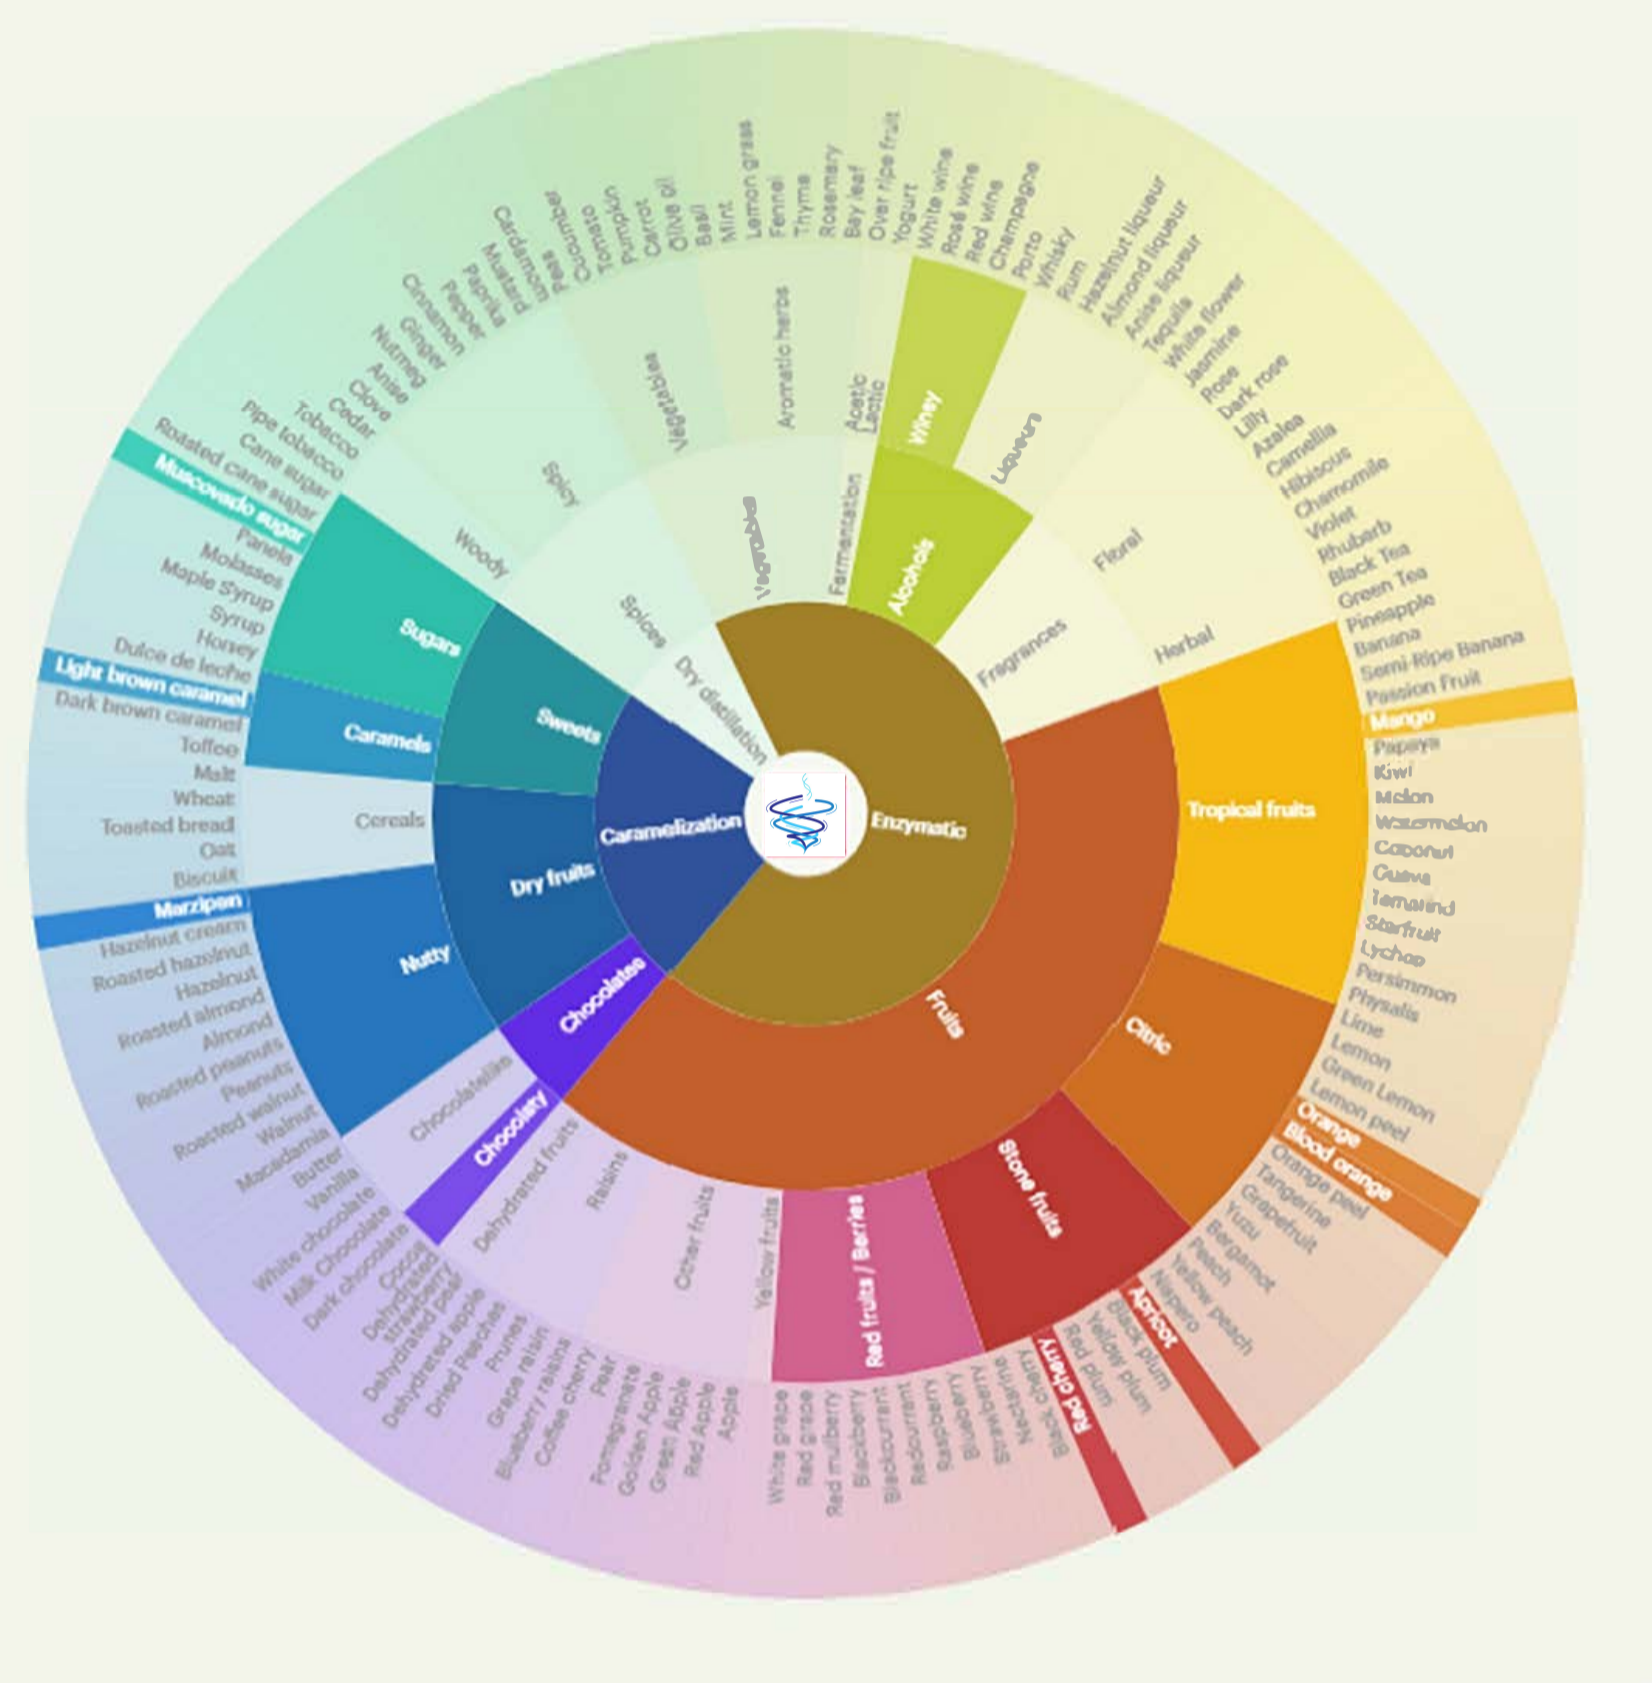 Enzymatic
Caramelization
Dry distillation
Alcohols
Fragrances
Fruits
Chocolates
Dry fruits
Sweets
Spices
Fermentation
Acetic
Lactic
Winey
Floral
Herbal
Tropical fruits
Citric
Stone fruits
Red fruits / Berries
Yellow fruits
Other fruits
Raisins
Dehydrated fruits
Chocolaty
Chocolatelike
Nutty
Cereals
Caramels
Sugars
Woody
Spicy
Vegetables
Aromatic herbs
Over ripe fruit
Yogurt
White wine
Rosé wine
Red wine
Champagne
Porto
Whisky
Rum
Hazelnut liqueur
Almond liqueur
Anise liqueur
Tequila
White flower
Jasmine
Rose
Dark rose
Lilly
Azalea
Camellia
Hibiscus
Chamomile
Violet
Rhubarb
Black Tea
Green Tea
Pineapple
Banana
Semi-Ripe Banana
Passion Fruit
Mango
Papaya
Kiwi
Coconut
Starfruit
Persimmon
Physalis
Lime
Lemon
Green Lemon
Lemon peel
Orange
Blood orange
Orange peel
Tangerine
Grapefruit
Yuzu
Bergamot
Peach
Yellow peach
Nispero
Apricot
Black plum
Yellow plum
Red plum
Red cherry
Black cherry
Nectarine
Strawberry
Blueberry
Raspberry
Redcurrant
Blackcurrant
Blackberry
Red mulberry
Red grape
White grape
Apple
Red Apple
Green Apple
Golden Apple
Pomegranate
Pear
Coffee cherry
Blueberry raisins
Grape raisin
Prunes
Dried Peaches
Dehydrated apple
Dehydrated pear
Dehydrated
strawberry
Cocoa
Dark chocolate
Milk Chocolate
White chocolate
Vanilla
Butter
Macadamia
Walnut
Roasted walnut
Peanuts
Roasted peanuts
Almond
Roasted almond
Hazelnut
Roasted hazelnut
Hazelnut cream
Marzipan
Biscuit
Oat
Toasted bread
Wheat
Malt
Toffee
Dark brown caramel
Light brown caramel
Dulce de leche
Honey
Syrup
Maple Syrup
Molasses
Panela
Muscovado sugar
Roasted cane sugar
Cane sugar
Pipe tobacco
Tobacco
Cedar
Clove
Anise
Nutmeg
Ginger
Cinnamon
Pepper
Paprika
Mustard
Cardamom
Peas
Cucumber
Tomato
Pumpkin
Carrot
Olive oil
Basil
Mint
Lemon grass
Fennel
Thyme
Rosemary
Bay leaf